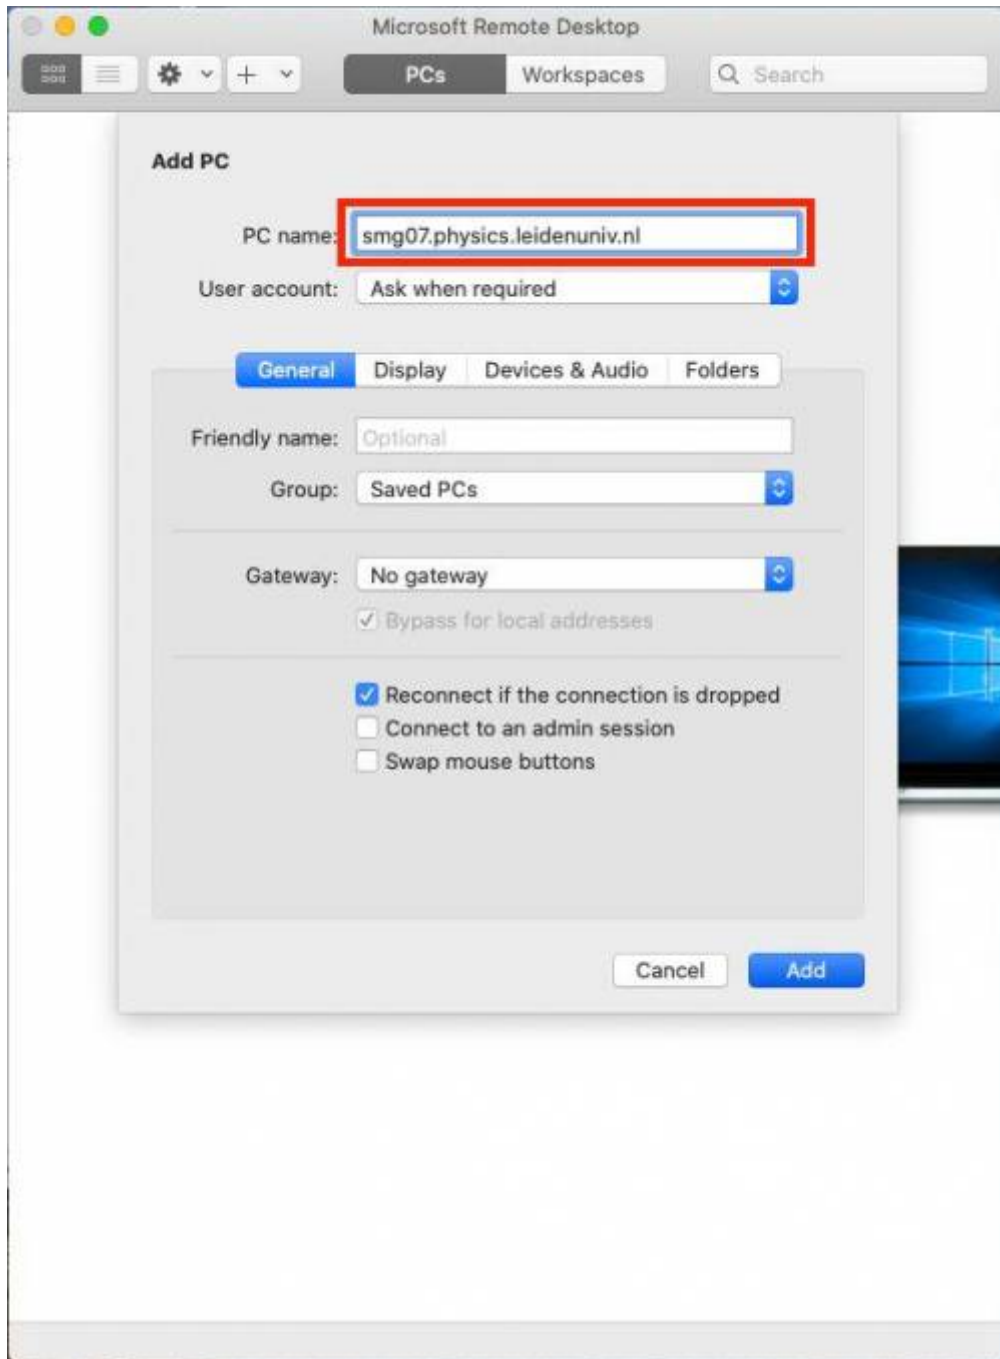 Microsoft Remote Desktop
PCs Workspaces Search
Add PC
PC name: smg07.physics.leidenuniv.nl
User account: Ask when required
General Display Devices & Audio Folders
Friendly name: Optional
Group: Saved PCs
Gateway: No gateway
Bypass for local addresses
Reconnect if the connection is dropped
Connect to an admin session
Swap mouse buttons
Cancel Add